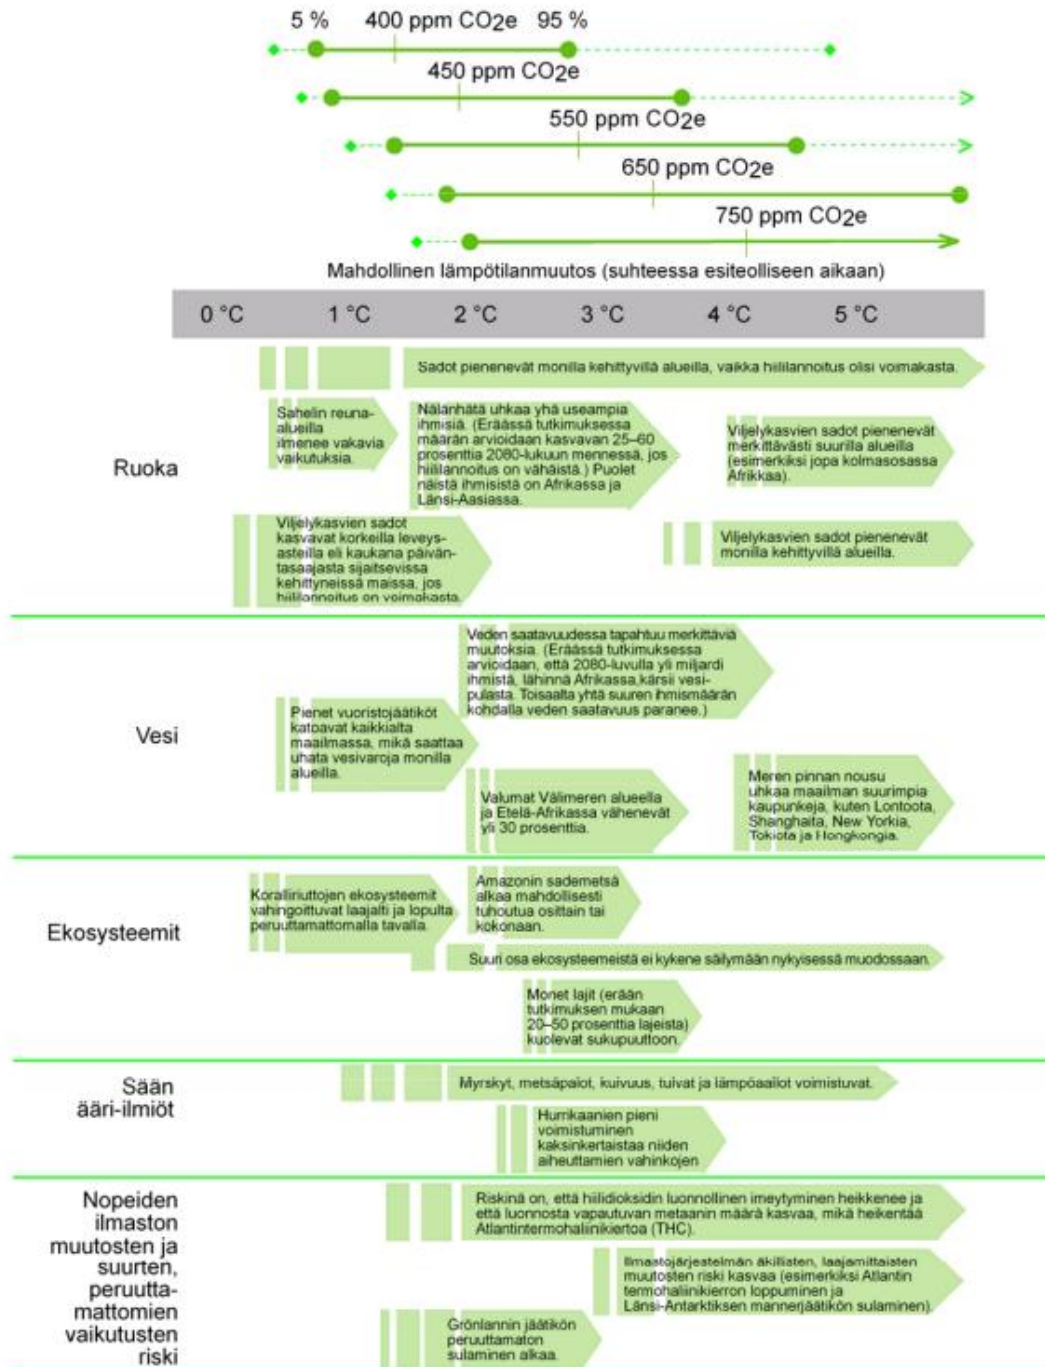 5 % 400 ppm CO2e 95 %
450 ppm CO2e
550 ppm CO2e
650 ppm CO2e
750 ppm CO2e
Mahdollinen lämpötilanmuutos (suhteessa esiteolliseen aikaan)
0 °C 1 °C 2 °C 3 °C 4 °C 5 °C
Ruoka
Sadot pienenevät monilla kehittyvillä alueilla, vaikka hiililannoitus olisi voimakasta.
Sahelin reuna-
alueilla
ilmenee vakavia
vaikutuksia.
Nälänhätä uhkaa yhä useampia
ihmisiä. (Eräässä tutkimuksessa
määrän arvioidaan kasvavan 25–60
prosenttia 2080-lukuun mennessä, jos
hiililannoitus on vähäistä.) Puolet
näistä ihmisistä on Afrikassa ja
Länsi-Aasiassa.
Viljelykasvien sadot pienenevät
merkittävästi suurilla alueilla
(esimerkiksi jopa kolmasosassa
Afrikkaa).
Viljelykasvien sadot
kasvavat korkeilla leveys-
asteilla eli kaukana päivän-
tasaajasta sijaitsevissa
kehittyneissä maissa, jos
hiililannoitus on voimakasta.
Viljelykasvien sadot pienenevät
monilla kehittyvillä alueilla.
Vesi
Veden saatavuudessa tapahtuu merkittäviä
muutoksia. (Eräässä tutkimuksessa
arvioidaan, että 2080-luvulla yli miljardi
ihmistä, lähinnä Afrikassa,kärsii vesi-
pulasta. Toisaalta yhtä suuren ihmismäärän
kohdalla veden saatavuus paranee.)
Pienet vuoristojäätiköt
katoavat kaikkialta
maailmassa, mikä saattaa
uhata vesivaroja monilla
alueilla.
Valumat Välimeren alueella
ja Etelä-Afrikassa vähenevät
yli 30 prosenttia.
Meren pinnan nousu
uhkaa maailman suurimpia
kaupunkeja, kuten Lontoota,
Shanghaita, New Yorkia,
Tokiota ja Hongkongia.
Ekosysteemit
Koralliriuttojen ekosysteemit
vahingoittuvat laajalti ja lopulta
peruuttamattomalla tavalla.
Amazonin sademetsä
alkaa mahdollisesti
tuhoutua osittain tai
kokonaan.
Suuri osa ekosysteemeistä ei kykene säilymään nykyisessä muodossaan.
Monet lajit (erään
tutkimuksen mukaan
20–50 prosenttia lajeista)
kuolevat sukupuuttoon.
Sään
ääri-ilmiöt
Myrskyt, metsäpalot, kuivuus, tulvat ja lämpöaallot voimistuvat.
Hurrikaanien pieni
voimistuminen
kaksinkertaistaa niiden
aiheuttamien vahinkojen
Nopeiden
ilmaston
muutosten ja
suurten,
peruutta-
mattomien
vaikutusten
riski
Riskinä on, että hiilidioksidin luonnollinen imeytyminen heikkenee ja
että luonnosta vapautuvan metaanin määrä kasvaa, mikä heikentää
Atlantintermohaliinikiertoa (THC).
Ilmastojärjestelmän äkillisten, laajamittaisten
muutosten riski kasvaa (esimerkiksi Atlantin
termohaliinikierron loppuminen ja
Länsi-Antarktiksen mannerjäätikön sulaminen).
Grönlannin jäätikön
peruuttamaton
sulaminen alkaa.